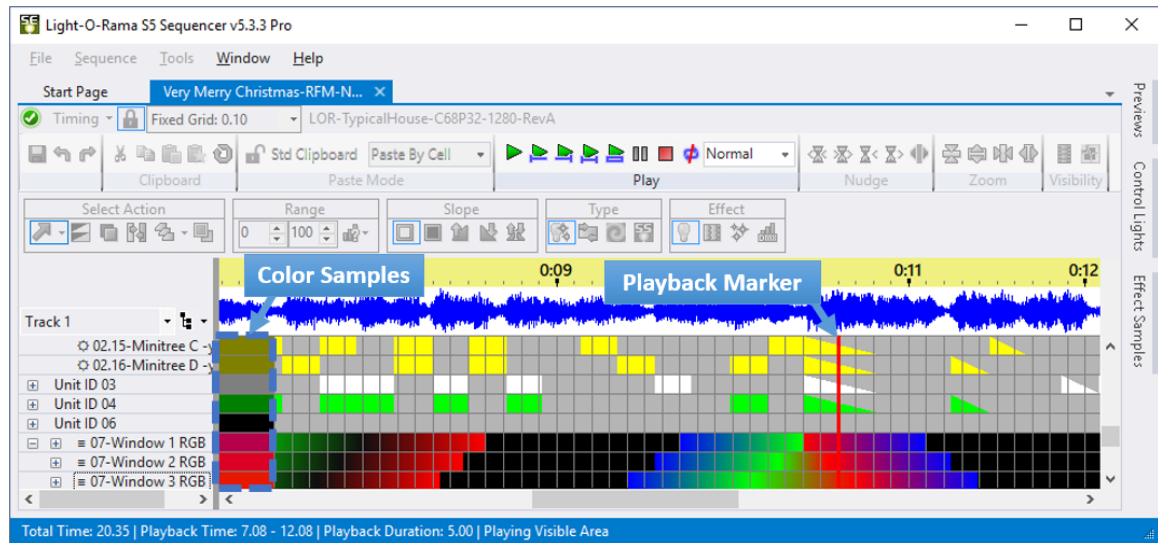 Light-O-Rama S5 Sequencer v5.3.3 Pro
File Sequence Tools Window Help
Start Page Very Merry Christmas-RFM-N...
Timing Fixed Grid: 0.10 LOR-TypicalHouse-C68P32-1280-RevA
Std Clipboard Paste By Cell Normal
Clipboard Paste Mode Play Nudge Zoom Visibility
Select Action Range Slope Type Effect
0 100
Color Samples 0:09 Playback Marker 0:11 0:12
Track 1
02.15-Minitree C -y
02.16-Minitree D -y
Unit ID 03
Unit ID 04
Unit ID 06
07-Window 1 RGB
07-Window 2 RGB
07-Window 3 RGB
Total Time: 20.35 | Playback Time: 7.08 - 12.08 | Playback Duration: 5.00 | Playing Visible Area
Previews
Control Lights
Effect Samples